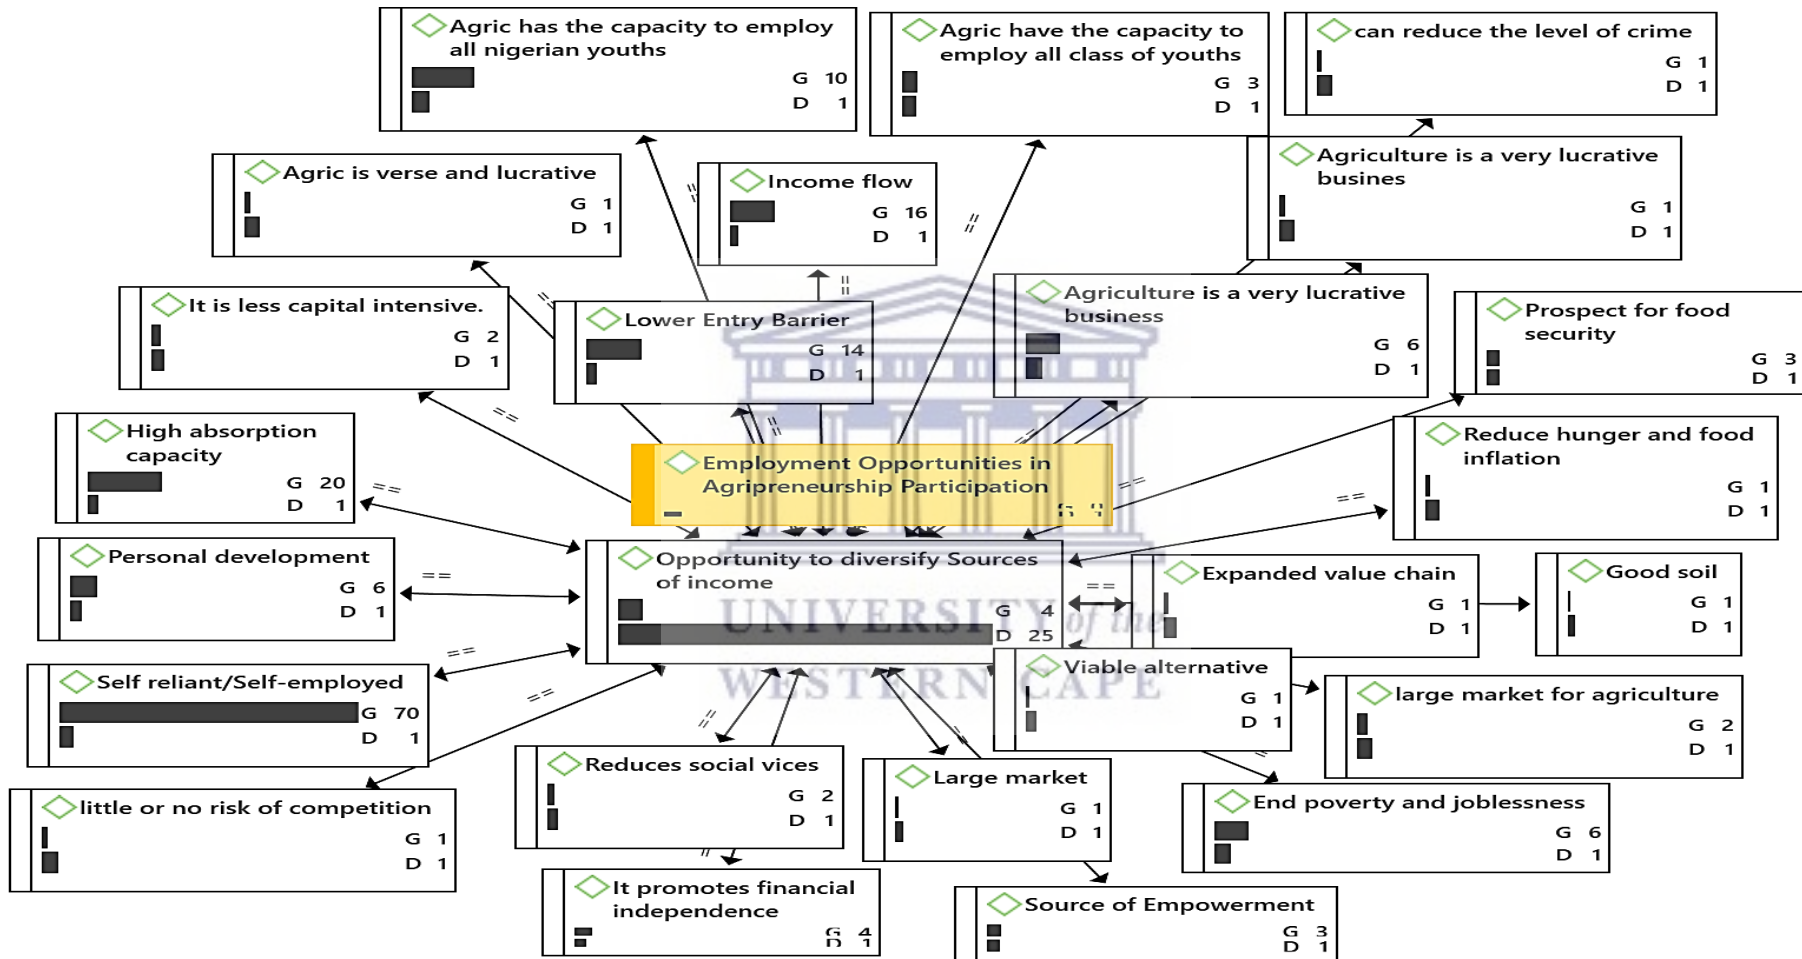 Agric has the capacity to employ
all nigerian youths
G 10
D 1
Agric have the capacity to
employ all class of youths
G 3
D 1
can reduce the level of crime
G 1
D 1
Agric is verse and lucrative
G 1
D 1
==
Income flow
G 16
D 1
==
Agriculture is a very lucrative
busines
G 1
D 1
It is less capital intensive.
G 2
D 1
==
Lower Entry Barrier
G 14
D 1
==
Agriculture is a very lucrative
business
G 6
D 1
Prospect for food
security
G 3
D 1
High absorption
capacity
G 20
D 1
==
==
==
Employment Opportunities in
Agripreneurship Participation
==
==
Reduce hunger and food
inflation
G 1
D 1
==
Personal development
G 6
D 1
==
Opportunity to diversify Sources
of income
G 4
D 25
==
Expanded value chain
G 1
D 1
Good soil
G 1
D 1
UNIVERSITY of the
WESTERN CAPE
Self reliant/Self-employed
G 70
D 1
==
==
Viable alternative
G 1
D 1
large market for agriculture
G 2
D 1
little or no risk of competition
G 1
D 1
==
Reduces social vices
G 2
D 1
Large market
G 1
D 1
End poverty and joblessness
G 6
D 1
It promotes financial
independence
G 4
D 1
Source of Empowerment
G 3
D 1